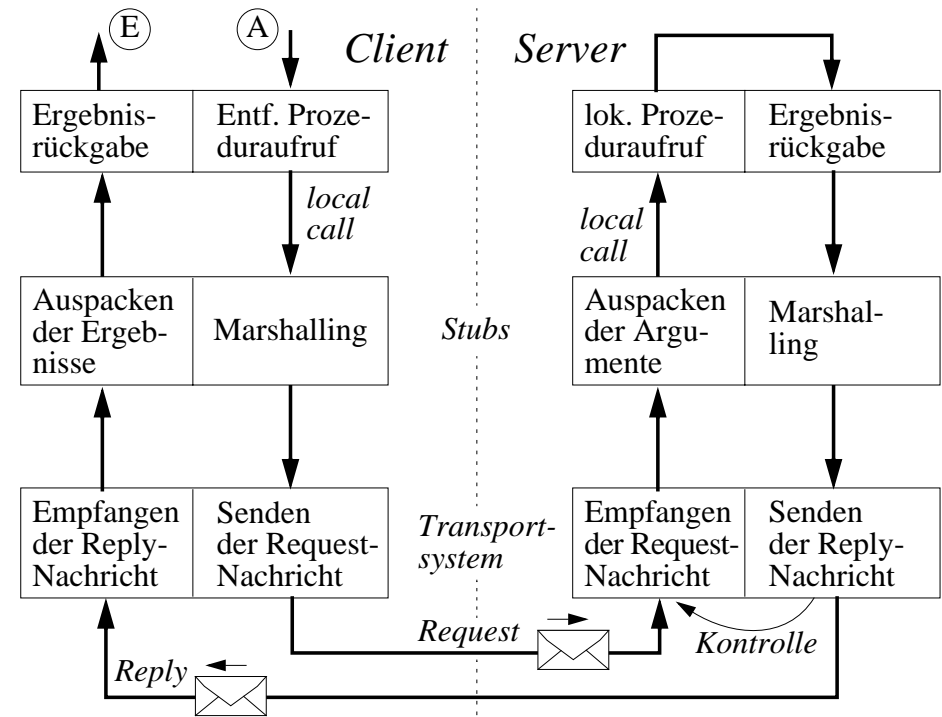 E
A
Client
Server
Ergebnis-
rückgabe
Entf. Proze-
duraufruf
lok. Proze-
duraufruf
Ergebnis-
rückgabe
local
call
local
call
Auspacken
der Ergeb-
nisse
Marshalling
Stubs
Auspacken
der Argu-
mente
Marshal-
ling
Empfangen
der Reply-
Nachricht
Senden
der Request-
Nachricht
Transport-
system
Empfangen
der Request-
Nachricht
Senden
der Reply-
Nachricht
Request
Kontrolle
Reply